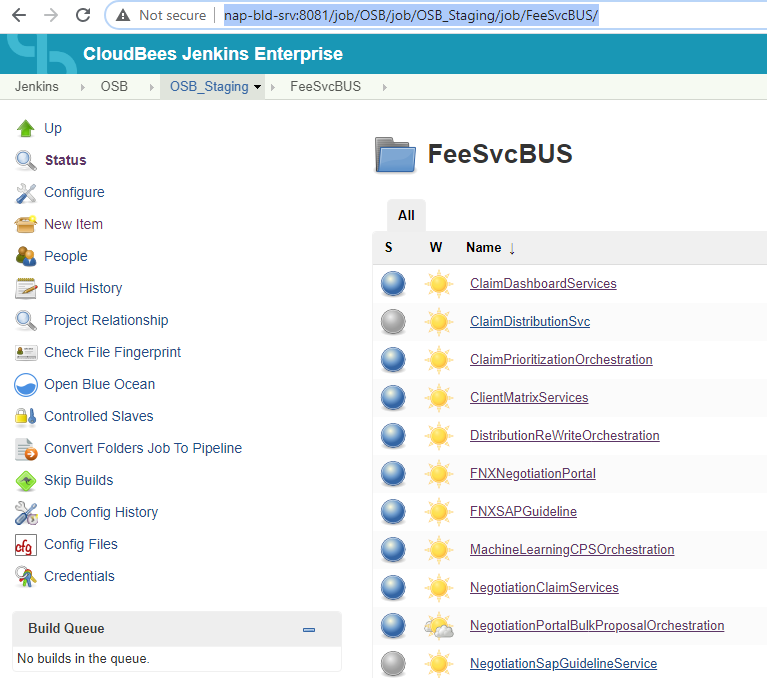 Not secure | nap-bld-srv:8081/job/OSB/job/OSB_Staging/job/FeeSvcBUS/
CloudBees Jenkins Enterprise
Jenkins OSB OSB_Staging FeeSvcBUS
Up
Status
Configure
New Item
People
Build History
Project Relationship
Check File Fingerprint
Open Blue Ocean
Controlled Slaves
Convert Folders Job To Pipeline
Skip Builds
Job Config History
cfg Config Files
Credentials
Build Queue
No builds in the queue.
FeeSvcBUS
All
S W Name ↓
ClaimDashboardServices
ClaimDistributionSvc
ClaimPrioritizationOrchestration
ClientMatrixServices
DistributionReWriteOrchestration
FNXNegotiationPortal
FNXSAPGuideline
MachineLearningCPSOrchestration
NegotiationClaimServices
NegotiationPortalBulkProposalOrchestration
NegotiationSapGuidelineService